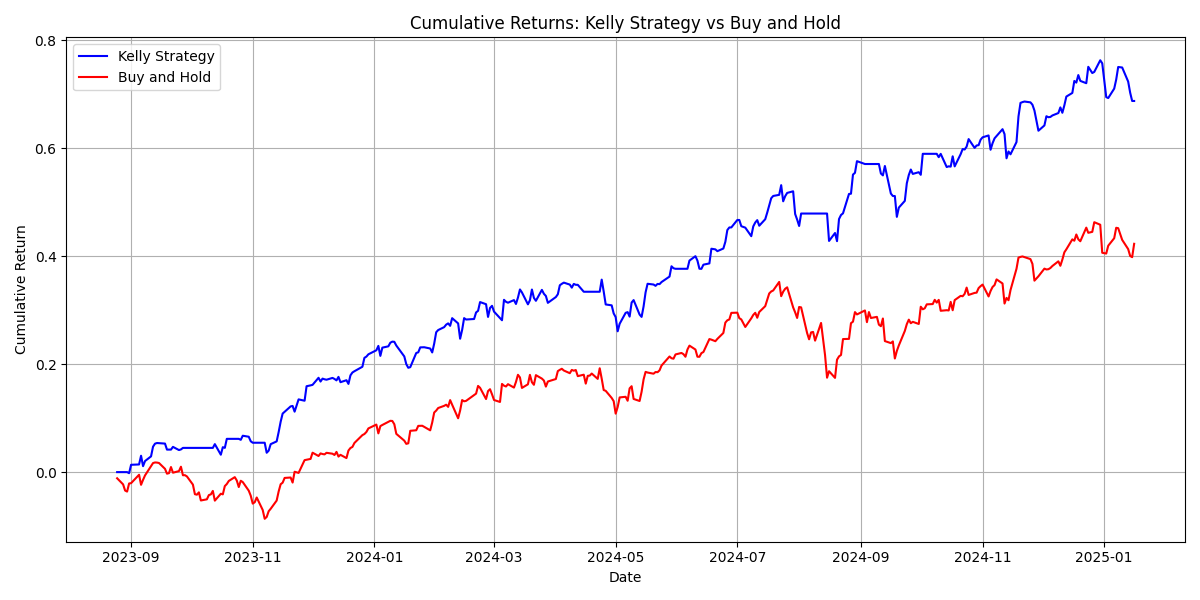 Cumulative Returns: Kelly Strategy vs Buy and Hold
Kelly Strategy
Buy and Hold
Cumulative Return
0.8
0.6
0.4
0.2
0.0
2023-09 2023-11 2024-01 2024-03 2024-05 2024-07 2024-09 2024-11 2025-01
Date